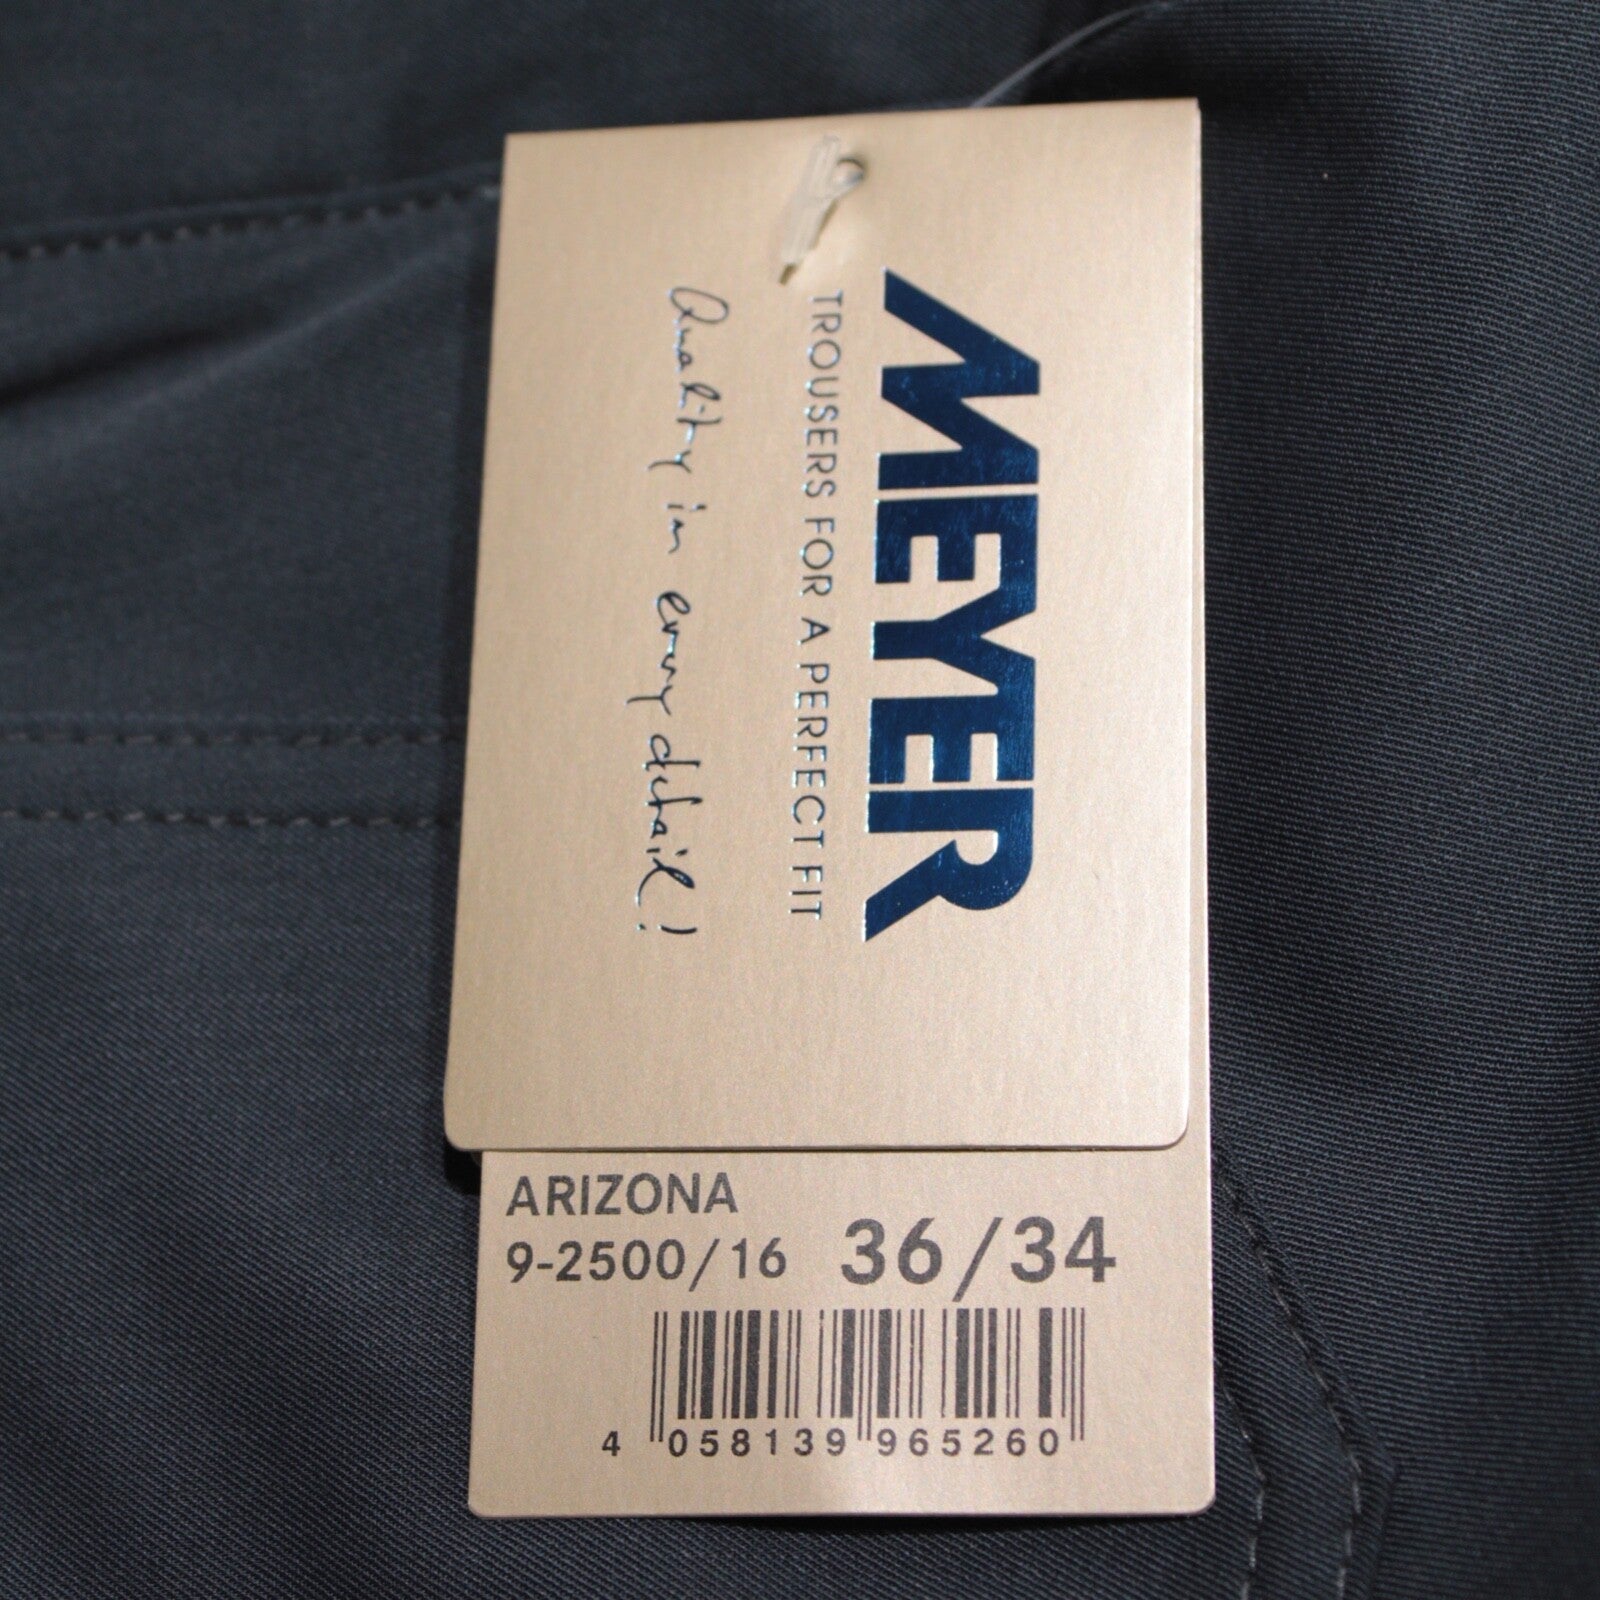 MEYER
TROUSERS FOR A PERFECT FIT
Quality in every detail!
ARIZONA
9-2500/16 36/34
4 058139 965260